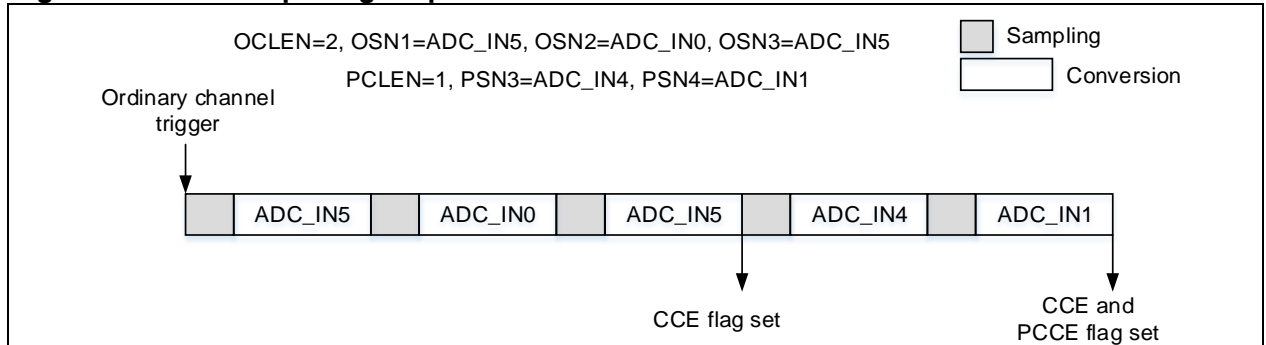 OCLEN=2, OSN1=ADC_IN5, OSN2=ADC_IN0, OSN3=ADC_IN5
PCLEN=1, PSN3=ADC_IN4, PSN4=ADC_IN1
Sampling
Conversion
Ordinary channel
trigger
ADC_IN5
ADC_IN0
ADC_IN5
ADC_IN4
ADC_IN1
CCE flag set
CCE and
PCCE flag set